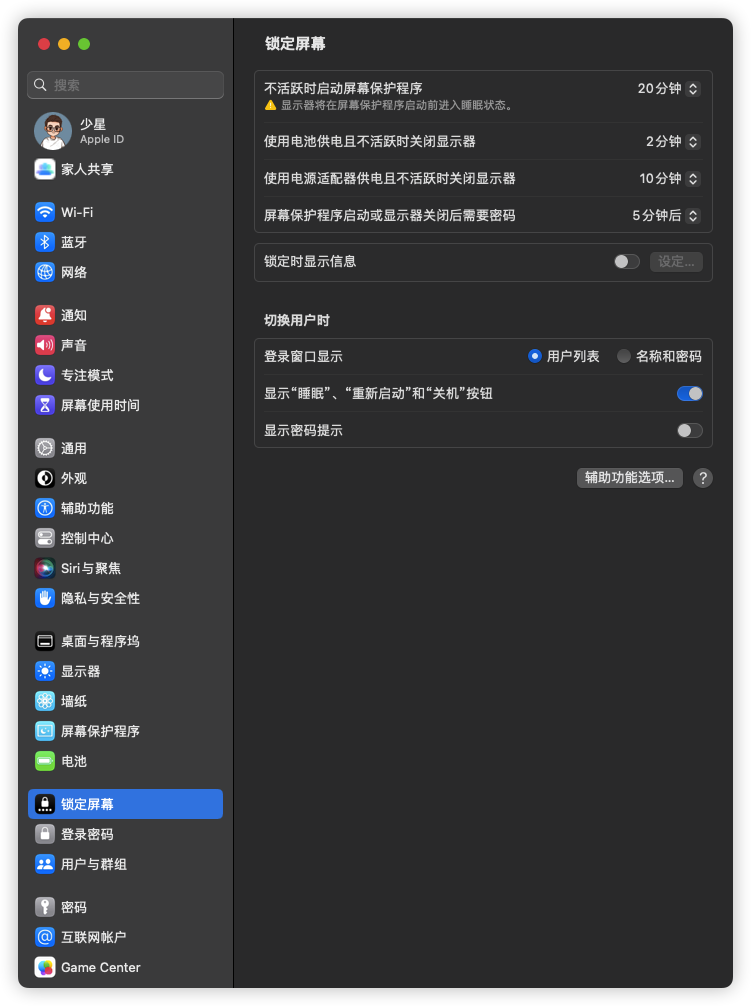 搜索
少星
Apple ID
家人共享
Wi-Fi
蓝牙
网络
通知
声音
专注模式
屏幕使用时间
通用
外观
辅助功能
控制中心
Siri与聚焦
隐私与安全性
桌面与程序坞
显示器
墙纸
屏幕保护程序
电池
锁定屏幕
登录密码
用户与群组
密码
互联网帐户
Game Center
锁定屏幕
不活跃时启动屏幕保护程序 20分钟
显示器将在屏幕保护程序启动前进入睡眠状态。
使用电池供电且不活跃时关闭显示器 2分钟
使用电源适配器供电且不活跃时关闭显示器 10分钟
屏幕保护程序启动或显示器关闭后需要密码 5分钟后
锁定时显示信息 设定...
切换用户时
登录窗口显示 用户列表 名称和密码
显示“睡眠”、“重新启动”和“关机”按钮
显示密码提示
辅助功能选项... ?